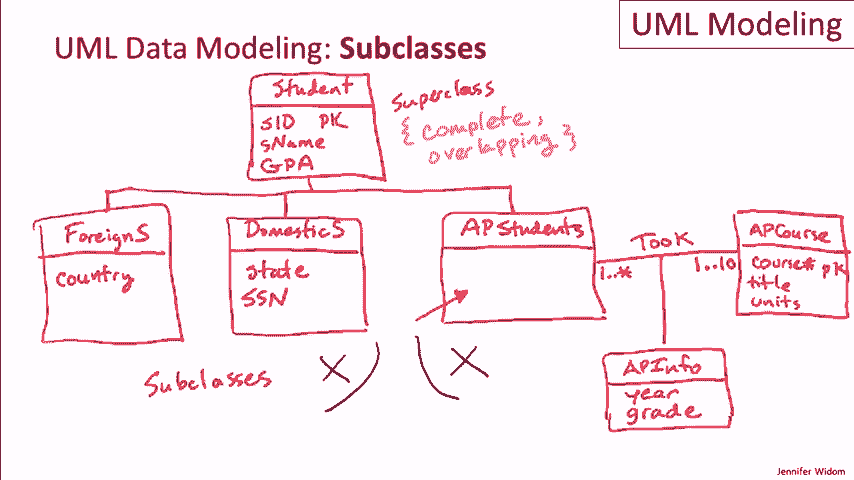 UML Modeling
UML Data Modeling: Subclasses
Student
SID PK
sName
GPA
Superclass
{ complete,
overlapping }
ForeignS
country
DomesticS
state
SSN
APStudents
Took
1..*
1..10
APCourse
course# PK
title
units
APInfo
year
grade
Subclasses
X
X
Jennifer Widom